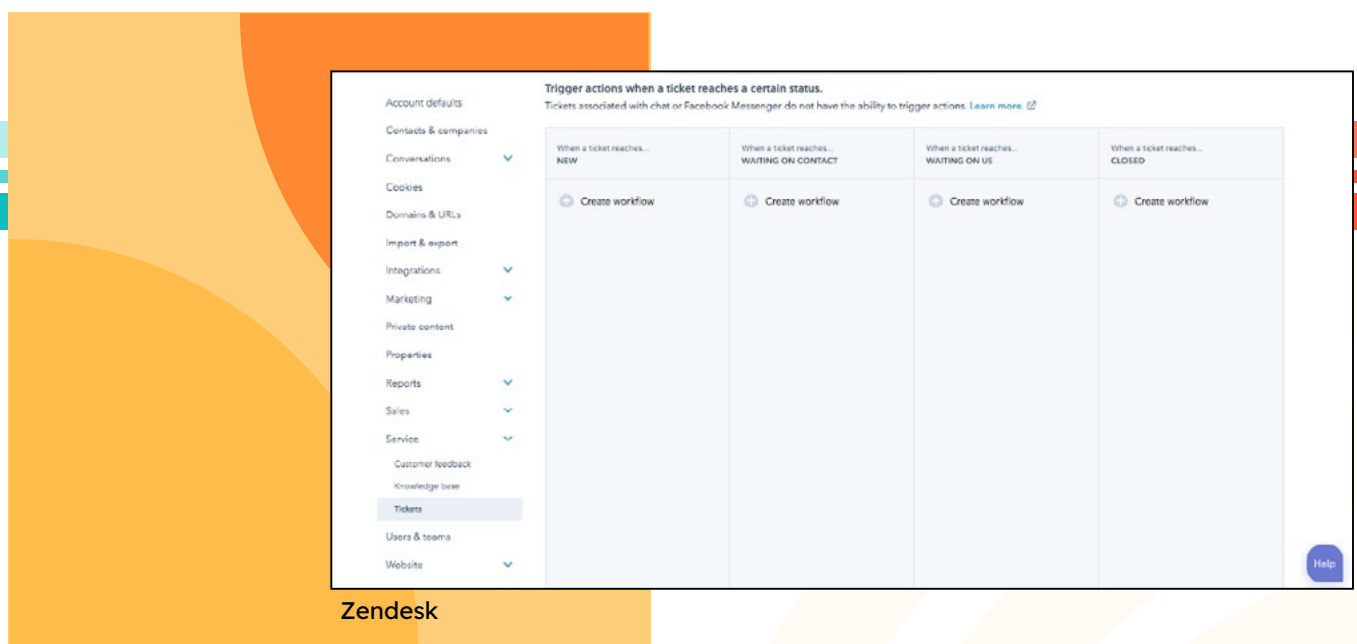 Account defaults
Contacts & companies
Conversations
Cookies
Domains & URLs
Import & export
Integrations
Marketing
Private content
Properties
Reports
Sales
Service
Customer feedback
Knowledge base
Tickets
Users & teams
Website
Trigger actions when a ticket reaches a certain status.
Tickets associated with chat or Facebook Messenger do not have the ability to trigger actions. Learn more.
When a ticket reaches...
NEW
Create workflow
When a ticket reaches...
WAITING ON CONTACT
Create workflow
When a ticket reaches...
WAITING ON US
Create workflow
When a ticket reaches...
CLOSED
Create workflow
Help
Zendesk